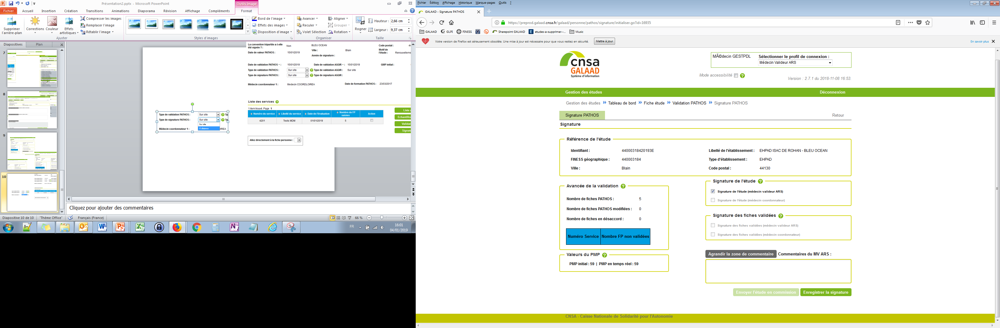 Présentation2.pptx - Microsoft PowerPoint
Outils Image
Fichier Accueil Insertion Création Transitions Animations Diaporama Révision Affichage Compléments Format
Supprimer l'arrière-plan
Corrections
Couleur
Effets artistiques
Compresser les images
Remplacer l'image
Rétablir l'image
Ajuster
Styles d'images
Bord de l'image
Effets des images
Disposition d'image
Avancer
Reculer
Volet Sélection
Aligner
Grouper
Rotation
Organiser
Rogner
Hauteur : 2,66 cm
Largeur : 9,37 cm
Taille
Diapositives Plan
7
8
9
10
La convention tripartite a-t-elle été signée ? : Non
BLEU OCEAN
Code postal :
Ville : Blain
Motif de l'étude : Renouvelleme
Date de valeur PATHOS : 15/01/2019
Année de signature :
Date de validation PATHOS * : 15/01/2019 Date de validation AGGIR * : 15/01/2019 GMP initial :
Type de validation PATHOS : Sur site Type de validation AGGIR : Sur site
Type de signature PATHOS : Sur site Type de signature AGGIR :
Médecin coordonnateur 1 : Medecin COORDLOIREA Date de formation PATHOS : 23/03/2017
Liste des services
1 item trouvé. Page 1
Numéro du service Libellé du service Date de l'évaluation Nombre de FP saisies Action
4201 Tests MDM 01/01/2019 5
Liste
Echantillo
Validat
Signat
Allez directement à la fiche personne :
Type de validation PATHOS : Sur site Ty
Type de signature PATHOS : Sur site Ty
Sur site
À distance
Médecin coordonnateur 1 : IREA
Cliquez pour ajouter des commentaires
Diapositive 10 de 10 "Thème Office" Français (France) 66 %
FR
16:01
04/01/2019
Fichier Édition Affichage Historique Marque-pages Outils ?
GALAAD - Signature PATHOS
https://preprod.galaad.cnsa.fr/galaad/personne/pathos/signature/initialiser.go?id=16935
GALAAD GLPI FINESS Sharepoint GALAAD etudes-a-supprimer--... Music
Votre version de Firefox est sérieusement obsolète. Une mise à jour est nécessaire pour que vous restiez en sécurité. Mettre à jour
En savoir plus
cnsa
GALAAD
Système d'information
MÃ©decin GESTPDL
Sélectionner le profil de connexion :
Médecin Valideur ARS
Mode accessibilité
Version : 2.7.1 du 2018-11-08 16:53.
Gestion des études
Déconnexion
Gestion des études Tableau de bord Fiche étude Validation PATHOS Signature PATHOS
Signature PATHOS
Retour
Signature
Référence de l'étude
Identifiant : 44000318420193E Libellé de l'établissement : EHPAD ISAC DE ROHAN - BLEU OCEAN
FINESS géographique : 440003184 Type d'établissement : EHPAD
Ville : Blain Code postal : 44130
Avancée de la validation
Nombre de fiches PATHOS : 5
Nombre de fiches PATHOS modifiées : 0
Nombre de fiches en désaccord : 0
Numéro Service Nombre FP non validées
Valeurs du PMP
PMP initial : 59 | PMP en temps réel : 59
Signature de l'étude
Signature de l'étude (médecin valideur ARS)
Signature de l'étude (médecin coordonnateur)
Signature des fiches validées
Signature des fiches validées (médecin valideur ARS)
Signature des fiches validées (médecin coordonnateur)
Agrandir la zone de commentaire Commentaires du MV ARS :
Envoyer l'étude en commission
Enregistrer la signature
CNSA - Caisse Nationale de Solidarité pour l'Autonomie